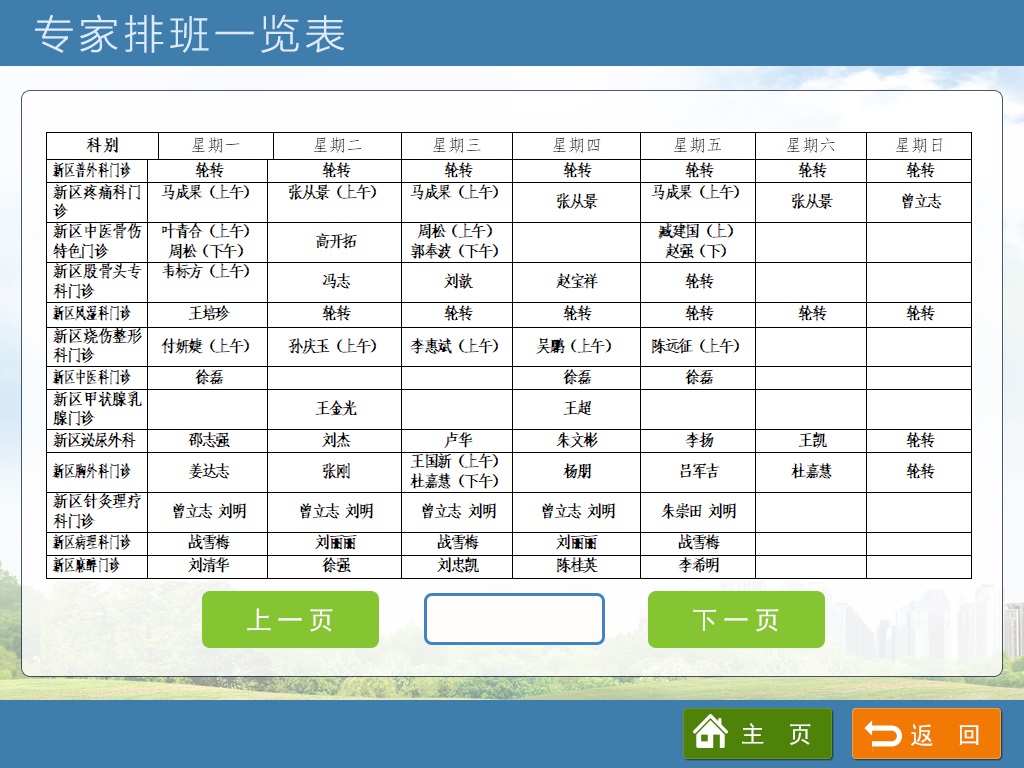 专家排班一览表
科别 星期一 星期二 星期三 星期四 星期五 星期六 星期日
新区普外科门诊 轮转 轮转 轮转 轮转 轮转 轮转 轮转
新区疼痛科门诊 马成果（上午） 张从景（上午） 马成果（上午） 张从景 马成果（上午） 张从景 曾立志
新区中医骨伤特色门诊 叶青合（上午） 周松（下午） 高开拓 周松（上午） 郭奉波（下午） 臧建国（上） 赵强（下）
新区股骨头专科门诊 韦标方（上午） 冯志 刘歆 赵宝祥 轮转
新区风湿科门诊 王培珍 轮转 轮转 轮转 轮转 轮转 轮转
新区烧伤整形科门诊 付妍婕（上午） 孙庆玉（上午） 李惠斌（上午） 吴鹏（上午） 陈远征（上午）
新区中医科门诊 徐磊 徐磊 徐磊
新区甲状腺乳腺门诊 王金光 王超
新区泌尿外科 邵志强 刘杰 卢华 朱文彬 李扬 王凯 轮转
新区胸外科门诊 姜达志 张刚 王国新（上午） 杜嘉慧（下午） 杨朋 吕军吉 杜嘉慧 轮转
新区针灸理疗科门诊 曾立志 刘明 曾立志 刘明 曾立志 刘明 曾立志 刘明 朱崇田 刘明
新区病理科门诊 战雪梅 刘丽丽 战雪梅 刘丽丽 战雪梅
新区麻醉门诊 刘清华 徐强 刘忠凯 陈桂英 李希明
上一页 下一页
主 页 返 回